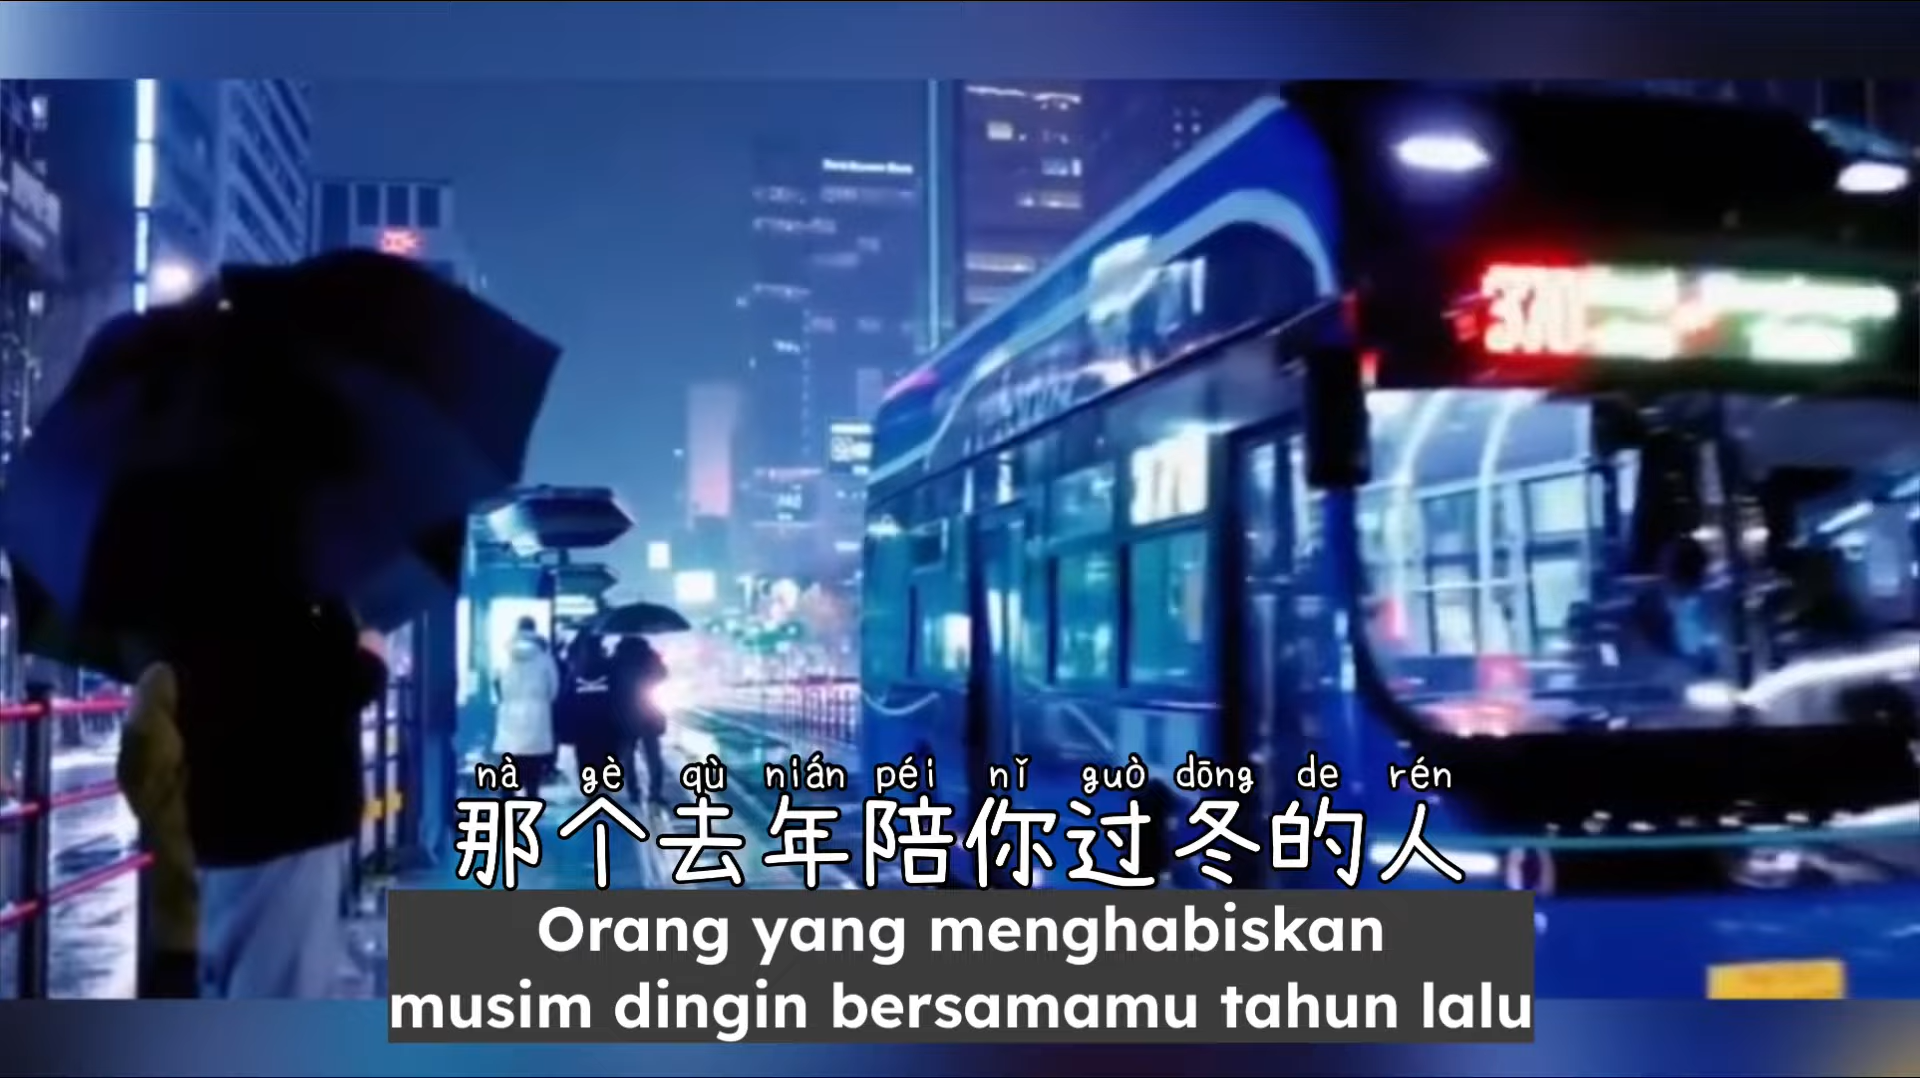 370
nà gè qù nián péi nǐ guò dōng de rén
那个去年陪你过冬的人
Orang yang menghabiskan
musim dingin bersamamu tahun lalu